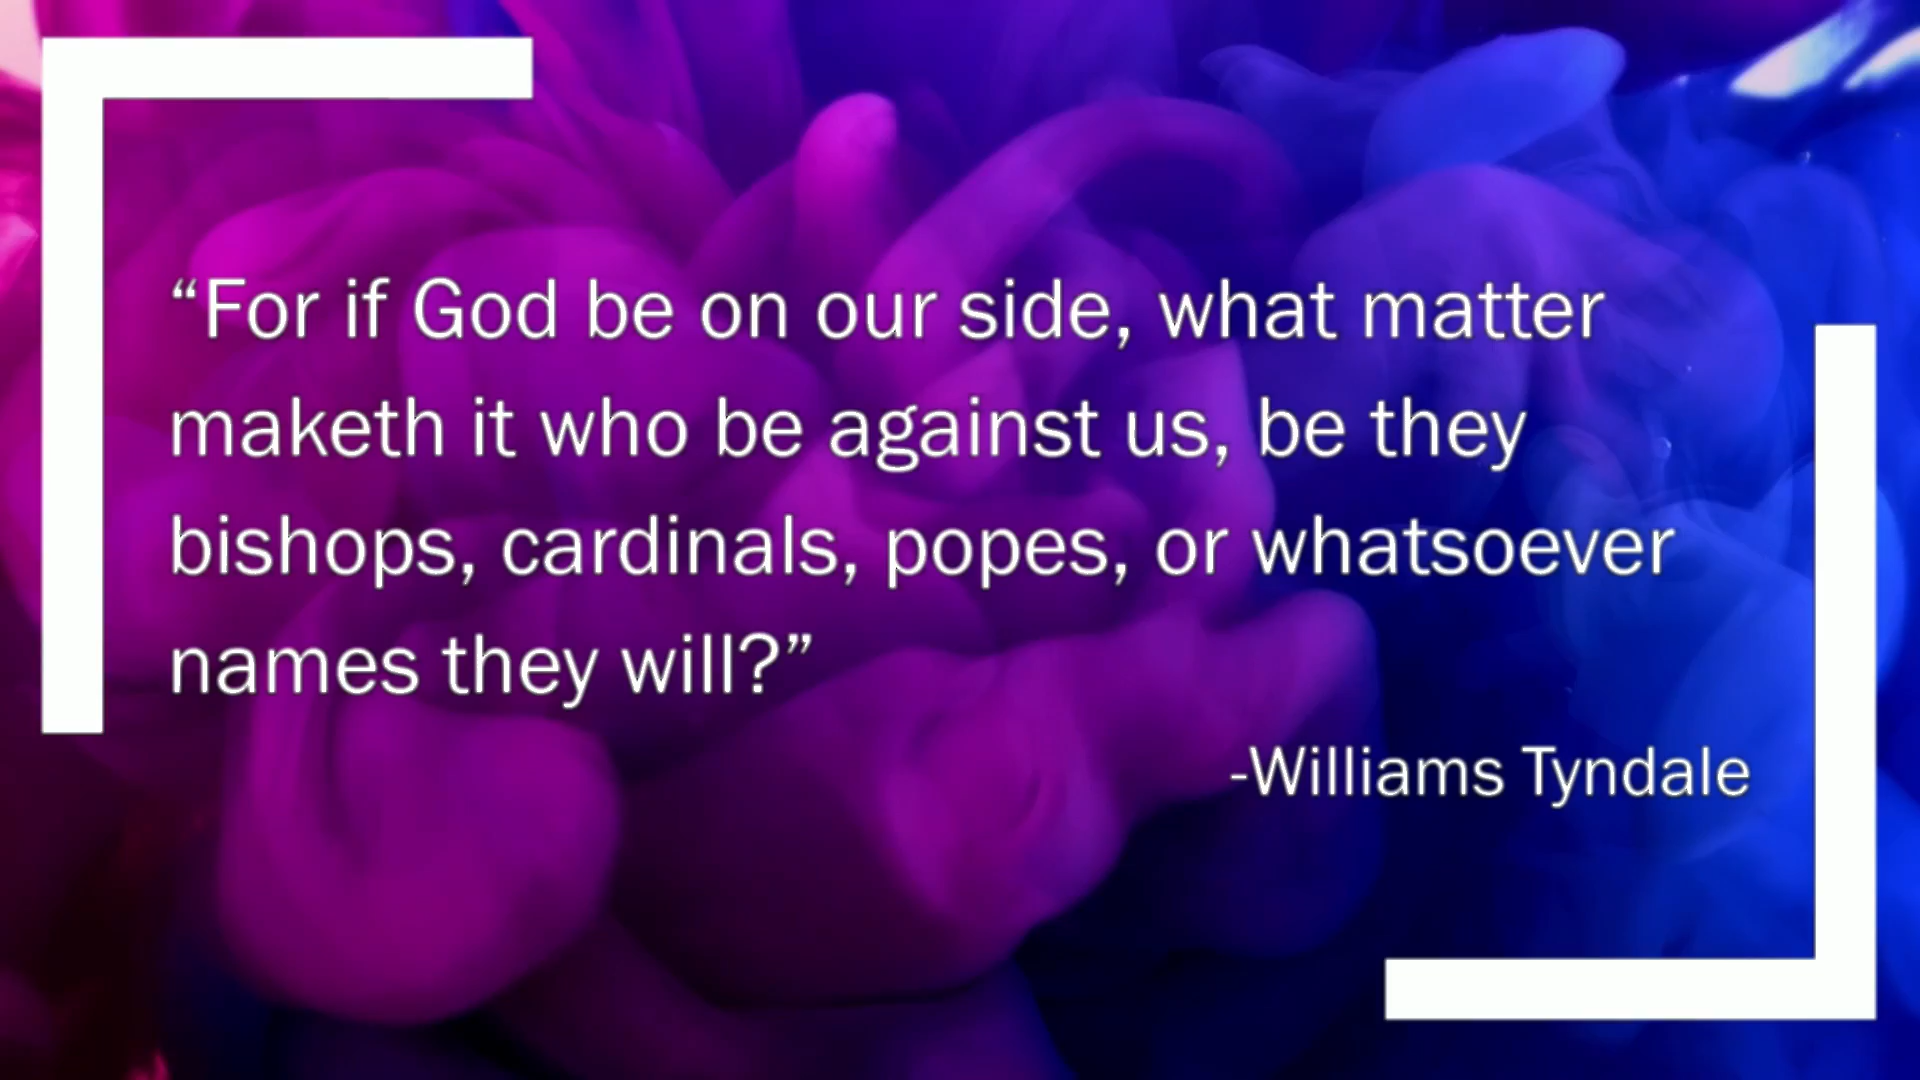 “For if God be on our side, what matter
maketh it who be against us, be they
bishops, cardinals, popes, or whatsoever
names they will?”
-Williams Tyndale